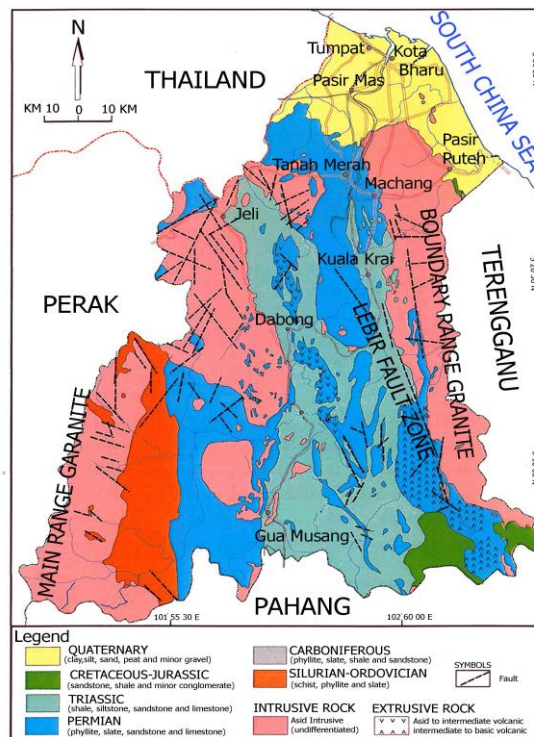 N
KM 10 0 10 KM
THAILAND
SOUTH CHINA SEA
Tumpat
Kota
Bharu
Pasir Mas
Pasir
Puteh
Tanah Merah
Machang
Jeli
Kuala Krai
PERAK
TERENGGANU
BOUNDARY RANGE GRANITE
LEBIR FAULT ZONE
Dabong
MAIN RANGE GARANITE
Gua Musang
PAHANG
101 55 30 E
102 60 00 E
Legend
QUATERNARY
(clay,silt, sand, peat and minor gravel)
CRETACEOUS-JURASSIC
(sandstone, shale and minor conglomerate)
TRIASSIC
(shale, siltstone, sandstone and limestone)
PERMIAN
(phyllite, slate, sandstone and limestone)
CARBONIFEROUS
(phyllite, slate, shale and sandstone)
SILURIAN-ORDOVICIAN
(schist, phyllite and slate)
INTRUSIVE ROCK
Asid Intrusive
(undifferentiated)
SYMBOLS
Fault
EXTRUSIVE ROCK
Asid to intermediate volcanic
intermediate to basic volcanic